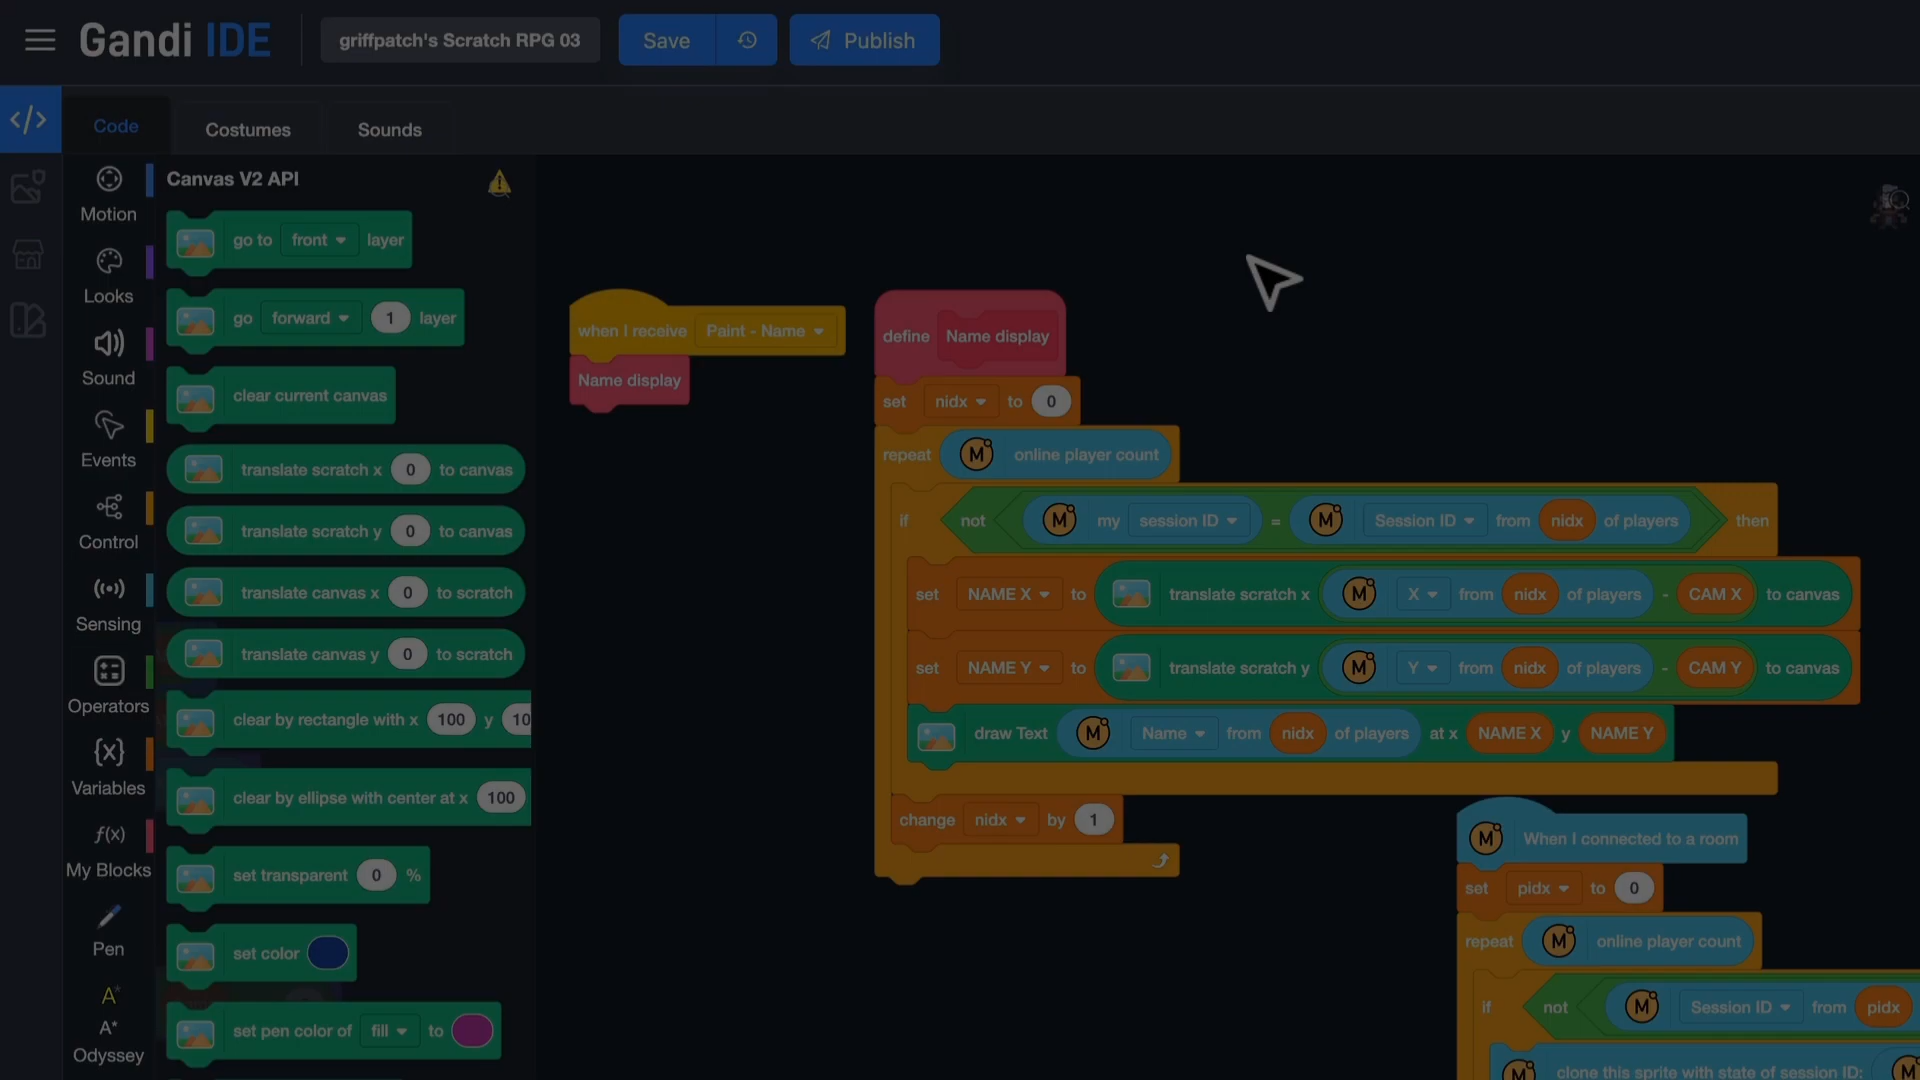 Gandi IDE
griffpatch's Scratch RPG 03
Save
Publish
Code
Costumes
Sounds
Motion
Looks
Sound
Events
Control
Sensing
Operators
Variables
My Blocks
Pen
Odyssey
Canvas V2 API
go to front layer
go forward 1 layer
clear current canvas
translate scratch x 0 to canvas
translate scratch y 0 to canvas
translate canvas x 0 to scratch
translate canvas y 0 to scratch
clear by rectangle with x 100 y 10
clear by ellipse with center at x 100
set transparent 0 %
set color
set pen color of fill to
when I receive Paint - Name
Name display
define Name display
set nidx to 0
repeat M online player count
if not M my session ID = M Session ID from nidx of players then
set NAME X to translate scratch x M X from nidx of players - CAM X to canvas
set NAME Y to translate scratch y M Y from nidx of players - CAM Y to canvas
draw Text M Name from nidx of players at x NAME X y NAME Y
change nidx by 1
M When I connected to a room
set pidx to 0
repeat M online player count
if not M Session ID from pidx
M clone this sprite with state of session ID: M